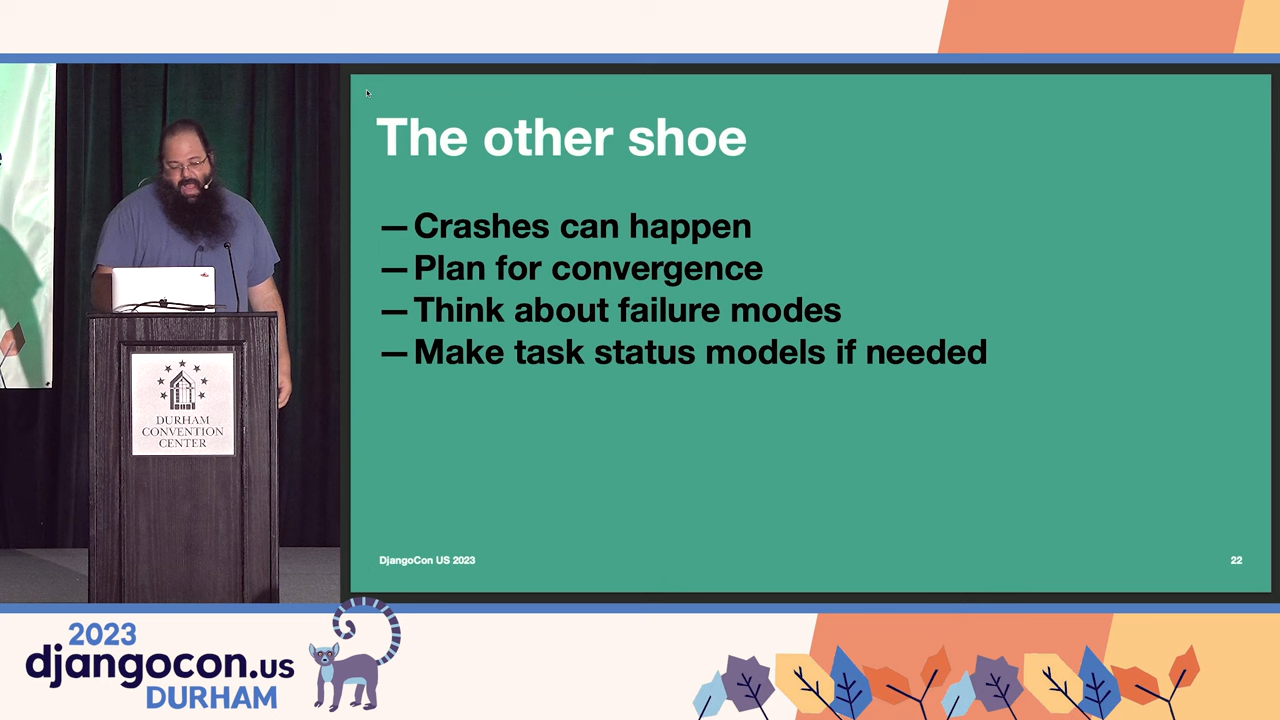 The other shoe
— Crashes can happen
— Plan for convergence
— Think about failure modes
— Make task status models if needed
DjangoCon US 2023
22
DURHAM
CONVENTION
CENTER
2023
djangocon.us
DURHAM